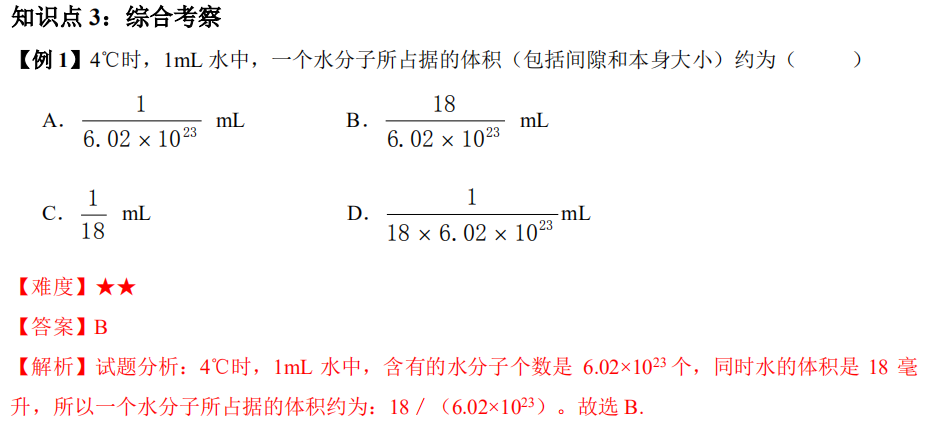 知识点 3：综合考察
【例 1】4℃时，1mL 水中，一个水分子所占据的体积（包括间隙和本身大小）约为（　　）
A． 1/(6.02 × 10²³) mL　　B． 18/(6.02 × 10²³) mL
C． 1/18 mL　　D． 1/(18 × 6.02 × 10²³) mL
【难度】★★
【答案】B
【解析】试题分析：4℃时，1mL 水中，含有的水分子个数是 6.02×10²³ 个，同时水的体积是 18 毫
升，所以一个水分子所占据的体积约为：18／（6.02×10²³）。故选 B.